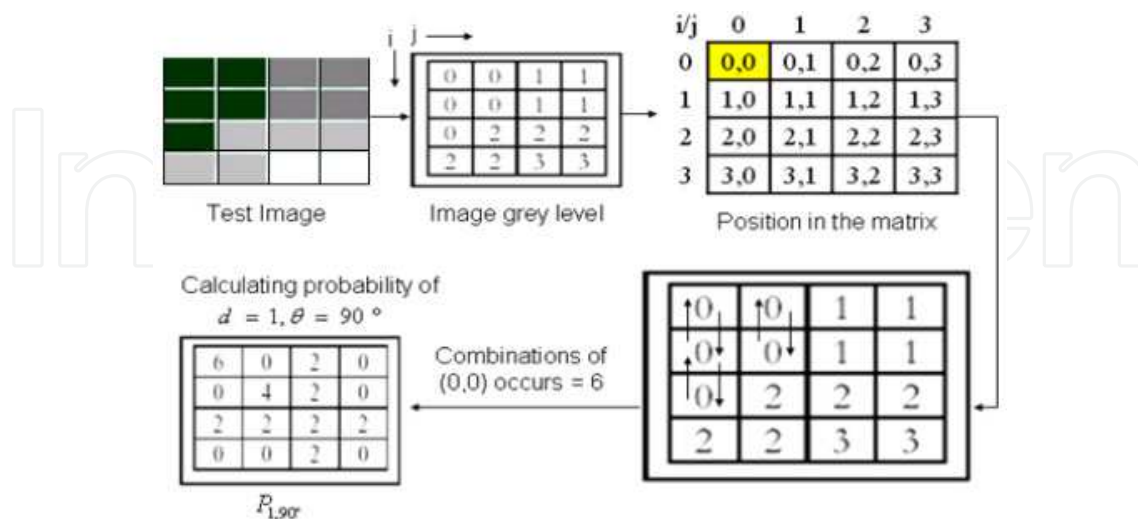 i j
0 0 1 1
0 0 1 1
0 2 2 2
2 2 3 3
Test Image
Image grey level
i/j 0 1 2 3
0 0,0 0,1 0,2 0,3
1 1,0 1,1 1,2 1,3
2 2,0 2,1 2,2 2,3
3 3,0 3,1 3,2 3,3
Position in the matrix
Calculating probability of
d = 1, θ = 90 °
6 0 2 0
0 4 2 0
2 2 2 2
0 0 2 0
P1,90°
Combinations of
(0,0) occurs = 6
0 0 1 1
0 0 1 1
0 2 2 2
2 2 3 3